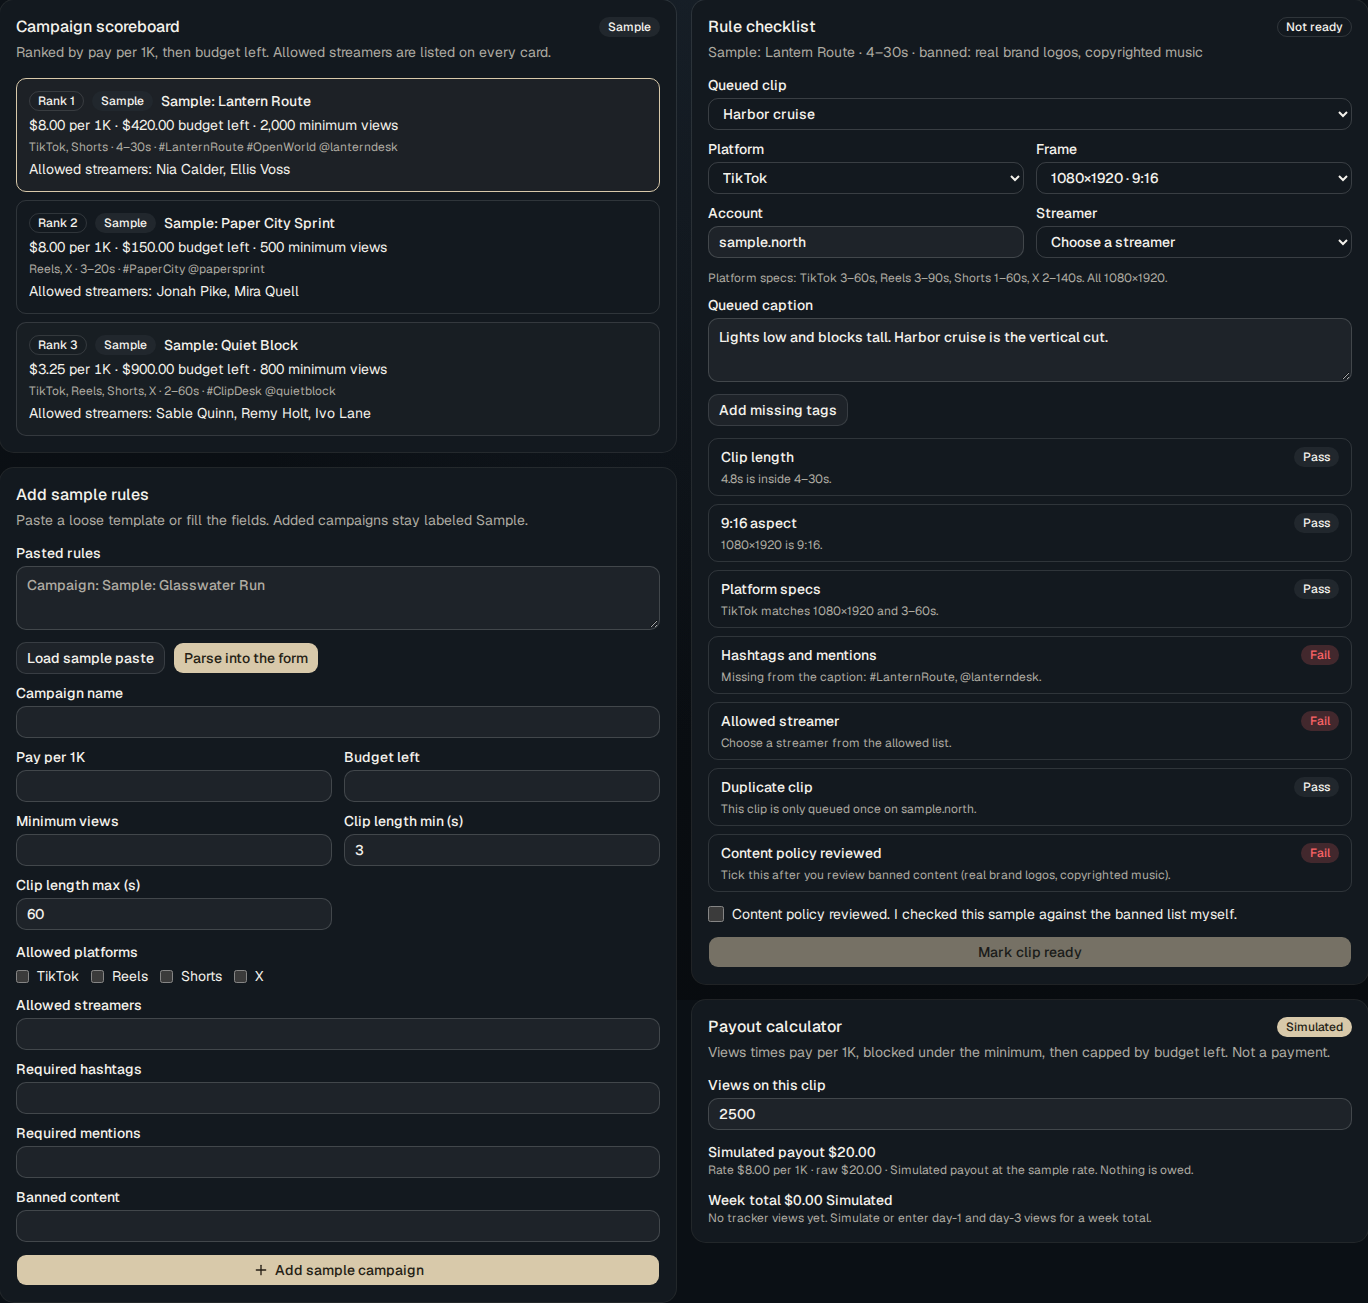 Campaign scoreboard
Sample
Ranked by pay per 1K, then budget left. Allowed streamers are listed on every card.
Rank 1 Sample Sample: Lantern Route
$8.00 per 1K · $420.00 budget left · 2,000 minimum views
TikTok, Shorts · 4–30s · #LanternRoute #OpenWorld @lanterndesk
Allowed streamers: Nia Calder, Ellis Voss
Rank 2 Sample Sample: Paper City Sprint
$8.00 per 1K · $150.00 budget left · 500 minimum views
Reels, X · 3–20s · #PaperCity @papersprint
Allowed streamers: Jonah Pike, Mira Quell
Rank 3 Sample Sample: Quiet Block
$3.25 per 1K · $900.00 budget left · 800 minimum views
TikTok, Reels, Shorts, X · 2–60s · #ClipDesk @quietblock
Allowed streamers: Sable Quinn, Remy Holt, Ivo Lane
Add sample rules
Paste a loose template or fill the fields. Added campaigns stay labeled Sample.
Pasted rules
Campaign: Sample: Glasswater Run
Load sample paste Parse into the form
Campaign name
Pay per 1K Budget left
Minimum views Clip length min (s)
3
Clip length max (s)
60
Allowed platforms
TikTok Reels Shorts X
Allowed streamers
Required hashtags
Required mentions
Banned content
+ Add sample campaign
Rule checklist
Not ready
Sample: Lantern Route · 4–30s · banned: real brand logos, copyrighted music
Queued clip
Harbor cruise
Platform Frame
TikTok 1080×1920 · 9:16
Account Streamer
sample.north Choose a streamer
Platform specs: TikTok 3–60s, Reels 3–90s, Shorts 1–60s, X 2–140s. All 1080×1920.
Queued caption
Lights low and blocks tall. Harbor cruise is the vertical cut.
Add missing tags
Clip length Pass
4.8s is inside 4–30s.
9:16 aspect Pass
1080×1920 is 9:16.
Platform specs Pass
TikTok matches 1080×1920 and 3–60s.
Hashtags and mentions Fail
Missing from the caption: #LanternRoute, @lanterndesk.
Allowed streamer Fail
Choose a streamer from the allowed list.
Duplicate clip Pass
This clip is only queued once on sample.north.
Content policy reviewed Fail
Tick this after you review banned content (real brand logos, copyrighted music).
Content policy reviewed. I checked this sample against the banned list myself.
Mark clip ready
Payout calculator
Simulated
Views times pay per 1K, blocked under the minimum, then capped by budget left. Not a payment.
Views on this clip
2500
Simulated payout $20.00
Rate $8.00 per 1K · raw $20.00 · Simulated payout at the sample rate. Nothing is owed.
Week total $0.00 Simulated
No tracker views yet. Simulate or enter day-1 and day-3 views for a week total.